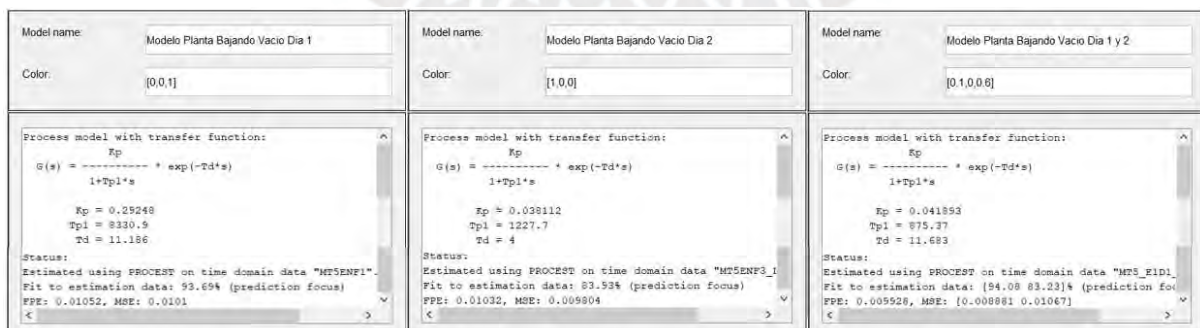 Model name: Modelo Planta Bajando Vacio Dia 1
Color: [0,0,1]
Process model with transfer function:
Kp
G(s) = ---------- * exp(-Td*s)
1+Tp1*s
Kp = 0.29248
Tp1 = 8330.9
Td = 11.186
Status:
Estimated using PROCEST on time domain data "MT5ENF1".
Fit to estimation data: 93.69% (prediction focus)
FPE: 0.01052, MSE: 0.0101
Model name: Modelo Planta Bajando Vacio Dia 2
Color: [1,0,0]
Process model with transfer function:
Kp
G(s) = ---------- * exp(-Td*s)
1+Tp1*s
Kp = 0.038112
Tp1 = 1227.7
Td = 4
Status:
Estimated using PROCEST on time domain data "MT5ENF3_
Fit to estimation data: 83.53% (prediction focus)
FPE: 0.01032, MSE: 0.009804
Model name: Modelo Planta Bajando Vacio Dia 1 y 2
Color: [0.1,0,0.6]
Process model with transfer function:
Kp
G(s) = ---------- * exp(-Td*s)
1+Tp1*s
Kp = 0.041893
Tp1 = 875.37
Td = 11.683
Status:
Estimated using PROCEST on time domain data "MT5_E1D1_
Fit to estimation data: [94.08 83.23]% (prediction foc
FPE: 0.009928, MSE: [0.008881 0.01067]